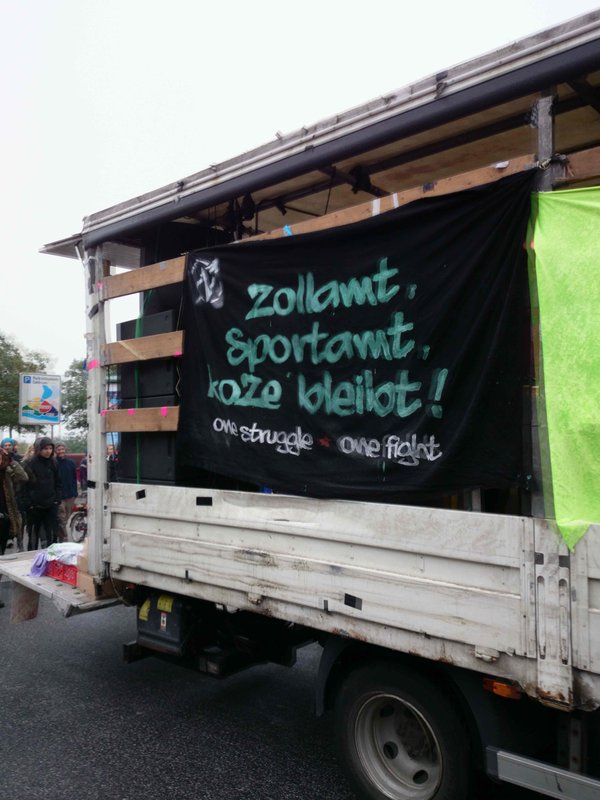 zollamt,
sportamt,
koze bleibt!
one struggle ★ one fight
P